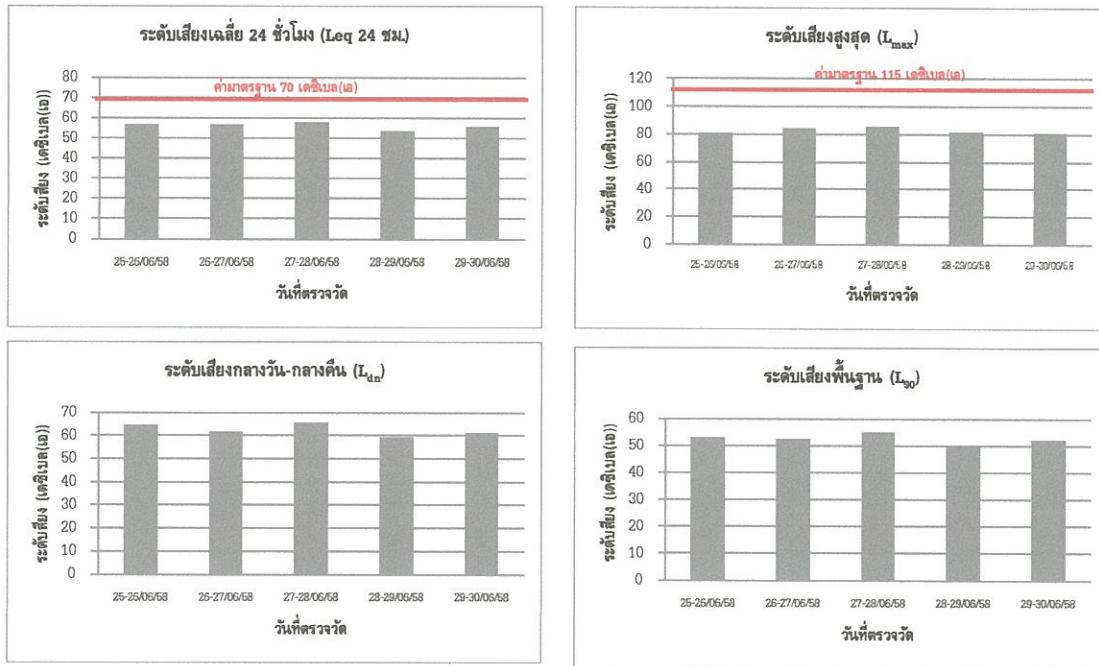 ระดับเสียงเฉลี่ย 24 ชั่วโมง (Leq 24 ชม.)
ค่ามาตรฐาน 70 เดซิเบล(เอ)
ระดับเสียง (เดซิเบล(เอ))
80
70
60
50
40
30
20
10
0
25-26/06/58 26-27/06/58 27-28/06/58 28-29/06/58 29-30/06/58
วันที่ตรวจวัด
ระดับเสียงสูงสุด (Lmax)
ค่ามาตรฐาน 115 เดซิเบล(เอ)
ระดับเสียง (เดซิเบล(เอ))
120
100
80
60
40
20
0
25-26/06/58 26-27/06/58 27-28/06/58 28-29/06/58 29-30/06/58
วันที่ตรวจวัด
ระดับเสียงกลางวัน-กลางคืน (Ldn)
ระดับเสียง (เดซิเบล(เอ))
70
60
50
40
30
20
10
0
25-26/06/58 26-27/06/58 27-28/06/58 28-29/06/58 29-30/06/58
วันที่ตรวจวัด
ระดับเสียงพื้นฐาน (L90)
ระดับเสียง (เดซิเบล(เอ))
60
50
40
30
20
10
0
25-26/06/58 26-27/06/58 27-28/06/58 28-29/06/58 29-30/06/58
วันที่ตรวจวัด